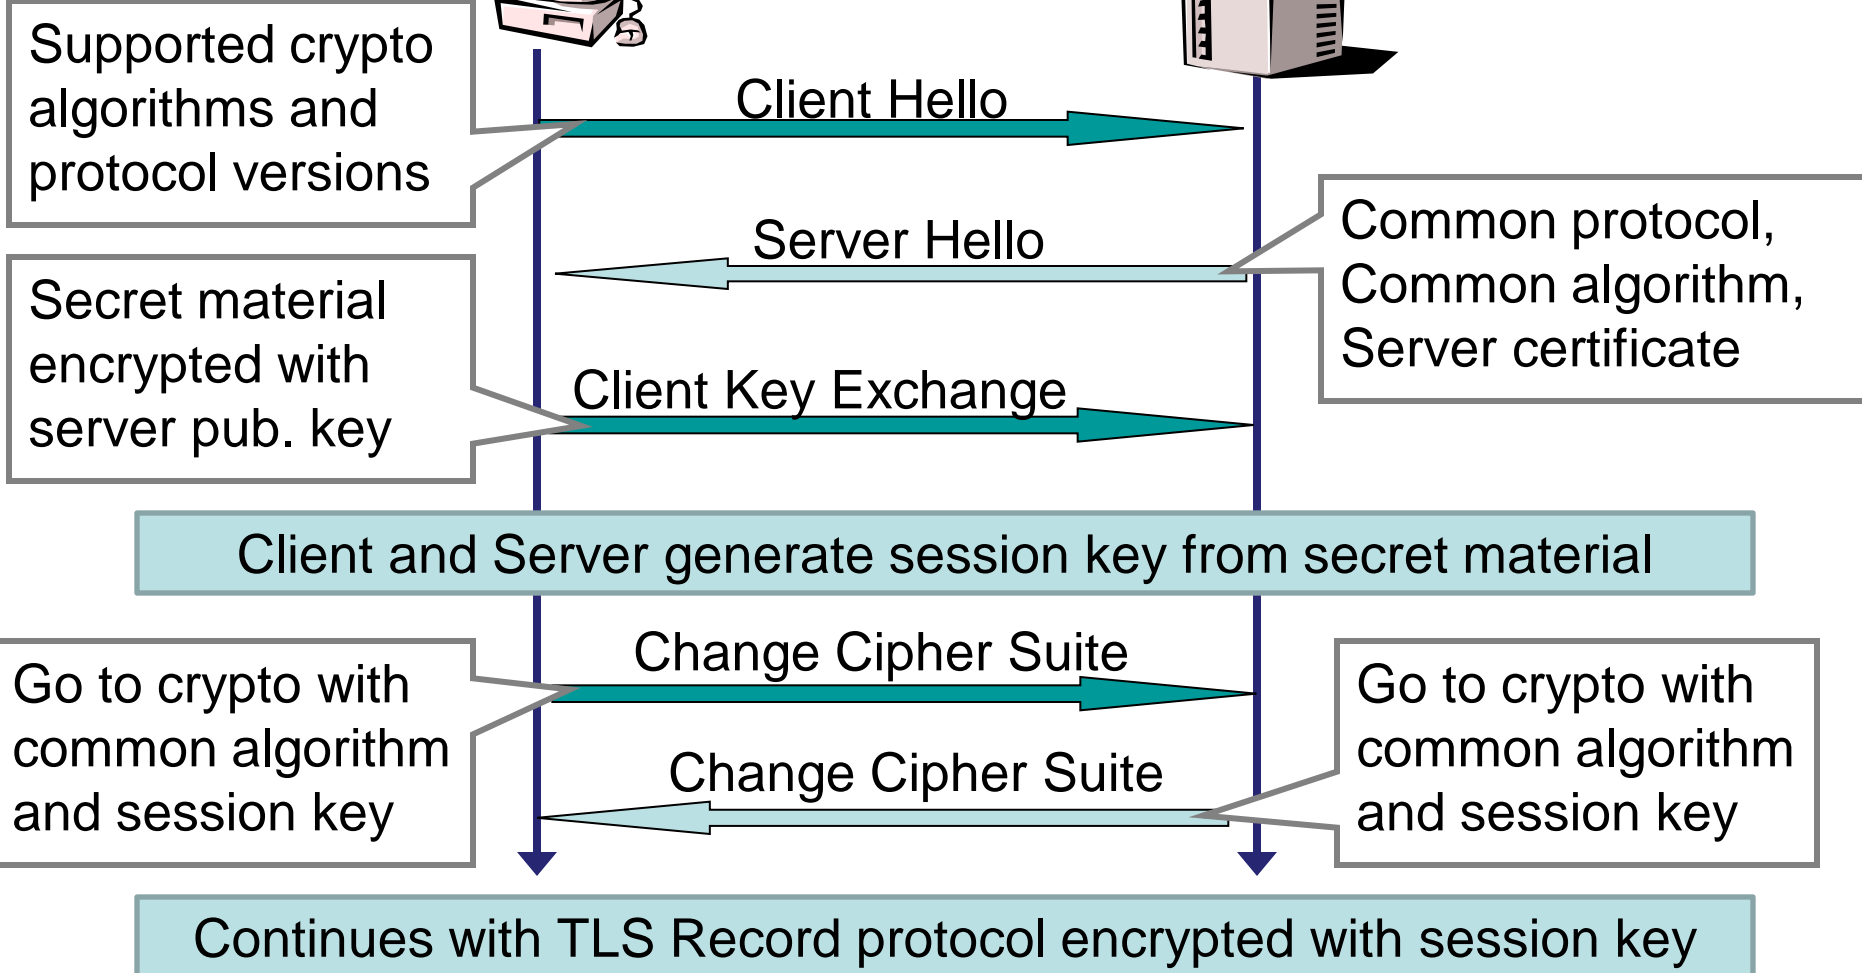 Supported crypto
algorithms and
protocol versions
Client Hello
Server Hello
Common protocol,
Common algorithm,
Server certificate
Secret material
encrypted with
server pub. key
Client Key Exchange
Client and Server generate session key from secret material
Change Cipher Suite
Go to crypto with
common algorithm
and session key
Change Cipher Suite
Go to crypto with
common algorithm
and session key
Continues with TLS Record protocol encrypted with session key